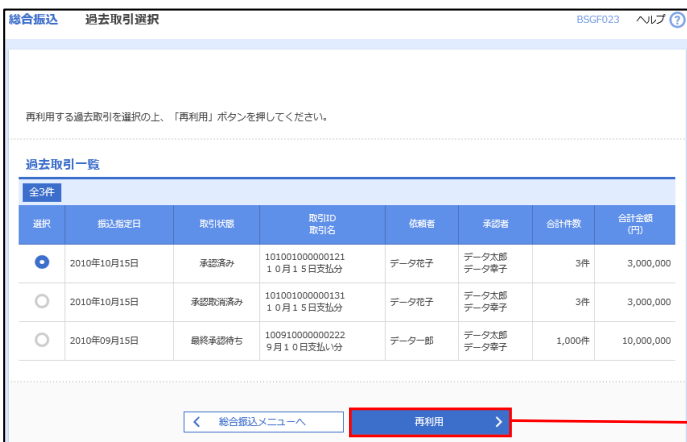 総合振込 過去取引選択 BSGF023 ヘルプ ?
再利用する過去取引を選択の上、「再利用」ボタンを押してください。
過去取引一覧
全3件
選択 振込指定日 取引状態 取引ID 取引名 依頼者 承認者 合計件数 合計金額 (円)
2010年10月15日 承認済み 101001000000121 データ花子 データ太郎 3件 3,000,000
10月15日支払分 データ幸子
2010年10月15日 承認取消済み 101001000000131 データ花子 データ太郎 3件 3,000,000
10月15日支払分 データ幸子
2010年09月15日 最終承認待ち 100910000000222 データ一郎 データ太郎 1,000件 10,000,000
9月10日支払い分 データ幸子
総合振込メニューへ 再利用